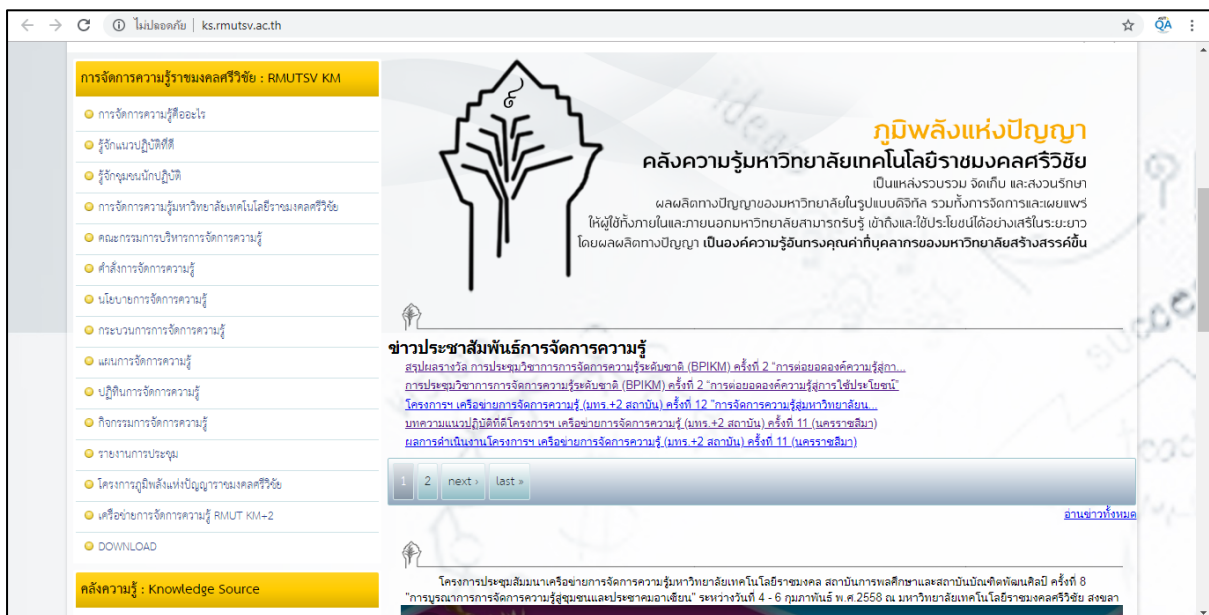 ไม่ปลอดภัย | ks.rmutsv.ac.th
QA
การจัดการความรู้ราชมงคลศรีวิชัย : RMUTSV KM
การจัดการความรู้คืออะไร
รู้จักแนวปฏิบัติที่ดี
รู้จักชุมชนนักปฏิบัติ
การจัดการความรู้มหาวิทยาลัยเทคโนโลยีราชมงคลศรีวิชัย
คณะกรรมการบริหารการจัดการความรู้
คำสั่งการจัดการความรู้
นโยบายการจัดการความรู้
กระบวนการการจัดการความรู้
แผนการจัดการความรู้
ปฏิทินการจัดการความรู้
กิจกรรมการจัดการความรู้
รายงานการประชุม
โครงการภูมิพลังแห่งปัญญาราชมงคลศรีวิชัย
เครือข่ายการจัดการความรู้ RMUT KM+2
DOWNLOAD
คลังความรู้ : Knowledge Source
ideas
ภูมิพลังแห่งปัญญา
คลังความรู้มหาวิทยาลัยเทคโนโลยีราชมงคลศรีวิชัย
เป็นแหล่งรวบรวม จัดเก็บ และสงวนรักษา
ผลผลิตทางปัญญาของมหาวิทยาลัยในรูปแบบดิจิทัล รวมทั้งการจัดการและเผยแพร่
ให้ผู้ใช้ทั้งภายในและภายนอกมหาวิทยาลัยสามารถรับรู้ เข้าถึงและใช้ประโยชน์ได้อย่างเสรีในระยะยาว
โดยผลผลิตทางปัญญา เป็นองค์ความรู้อันทรงคุณค่าที่บุคลากรของมหาวิทยาลัยสร้างสรรค์ขึ้น
ข่าวประชาสัมพันธ์การจัดการความรู้
สรุปผลรางวัล การประชุมวิชาการการจัดการความรู้ระดับชาติ (BPIKM) ครั้งที่ 2 "การต่อยอดองค์ความรู้สู่กา...
การประชุมวิชาการการจัดการความรู้ระดับชาติ (BPIKM) ครั้งที่ 2 "การต่อยอดองค์ความรู้สู่การใช้ประโยชน์"
โครงการฯ เครือข่ายการจัดการความรู้ (มทร.+2 สถาบัน) ครั้งที่ 12 "การจัดการความรู้สู่มหาวิทยาลัยน...
บทความแนวปฏิบัติที่ดีโครงการฯ เครือข่ายการจัดการความรู้ (มทร.+2 สถาบัน) ครั้งที่ 11 (นครราชสีมา)
ผลการดำเนินงานโครงการฯ เครือข่ายการจัดการความรู้ (มทร.+2 สถาบัน) ครั้งที่ 11 (นครราชสีมา)
1 2 next › last »
อ่านข่าวทั้งหมด
โครงการประชุมสัมมนาเครือข่ายการจัดการความรู้มหาวิทยาลัยเทคโนโลยีราชมงคล สถาบันการพลศึกษาและสถาบันบัณฑิตพัฒนศิลป์ ครั้งที่ 8
"การบูรณาการการจัดการความรู้สู่ชุมชนและประชาคมอาเซียน" ระหว่างวันที่ 4 - 6 กุมภาพันธ์ พ.ศ.2558 ณ มหาวิทยาลัยเทคโนโลยีราชมงคลศรีวิชัย สงขลา